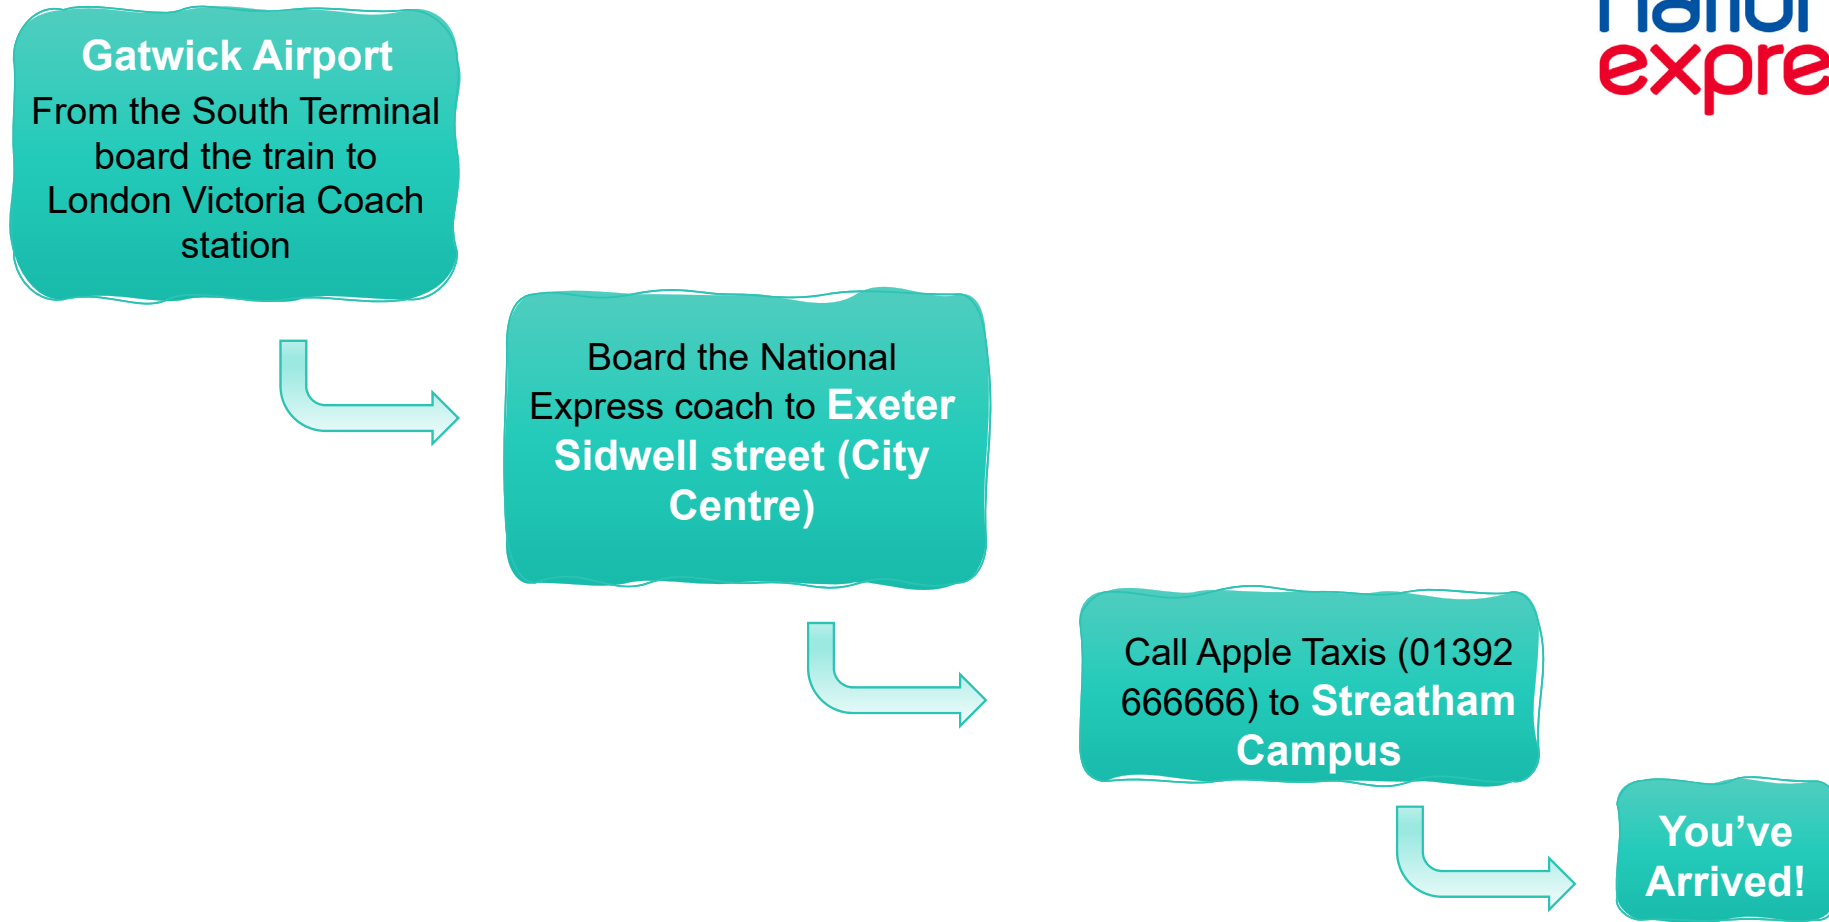 expre
Gatwick Airport
From the South Terminal
board the train to
London Victoria Coach
station
Board the National
Express coach to Exeter
Sidwell street (City
Centre)
Call Apple Taxis (01392
666666) to Streatham
Campus
You've
Arrived!